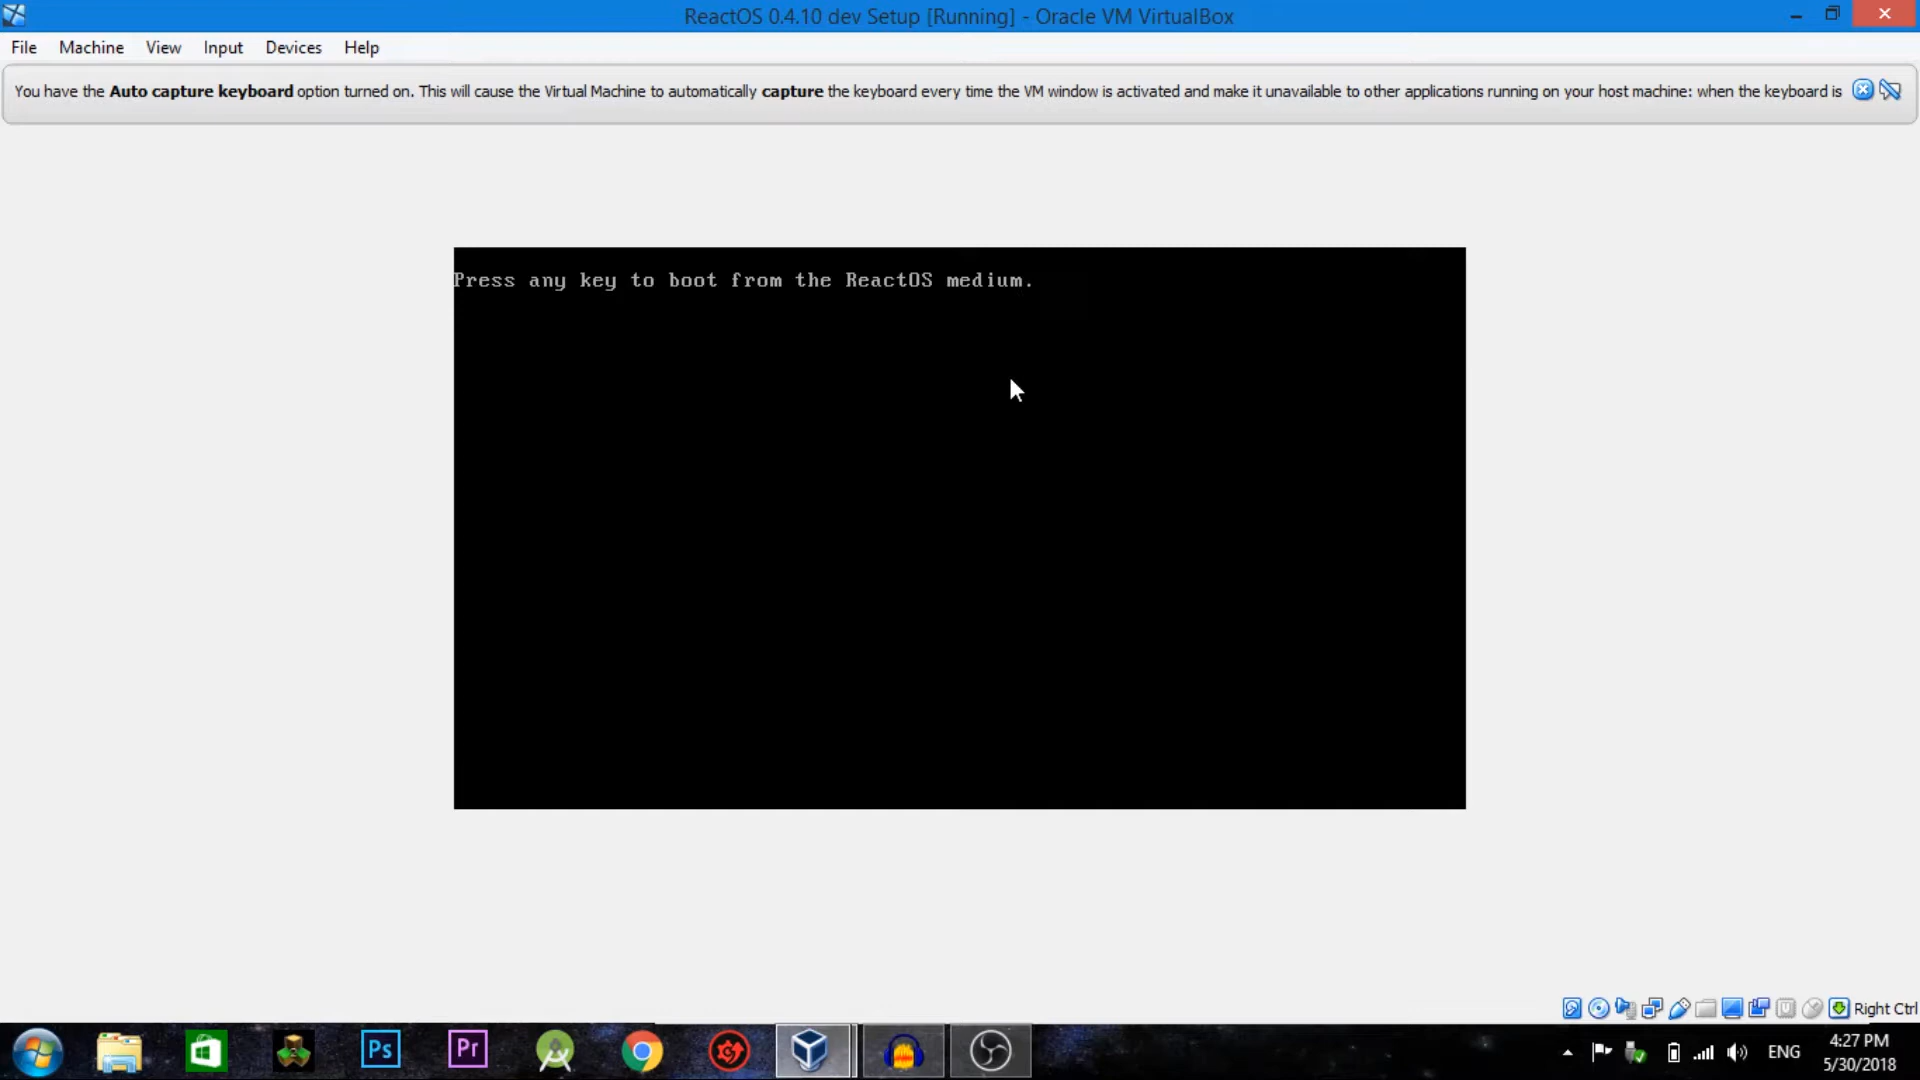 ReactOS 0.4.10 dev Setup [Running] - Oracle VM VirtualBox
File Machine View Input Devices Help
You have the Auto capture keyboard option turned on. This will cause the Virtual Machine to automatically capture the keyboard every time the VM window is activated and make it unavailable to other applications running on your host machine: when the keyboard is
Press any key to boot from the ReactOS medium.
Right Ctrl
Ps Pr ENG 4:27 PM
5/30/2018